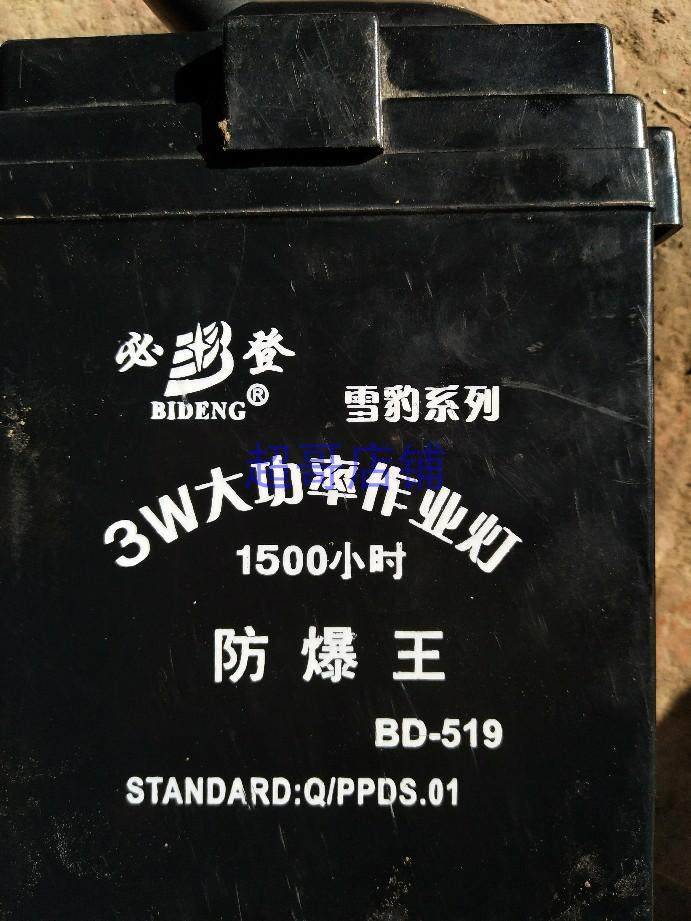 必登
BIDENG®
雪豹系列
超哥店铺
3W大功率作业灯
1500小时
防爆王
BD-519
STANDARD:Q/PPDS.01